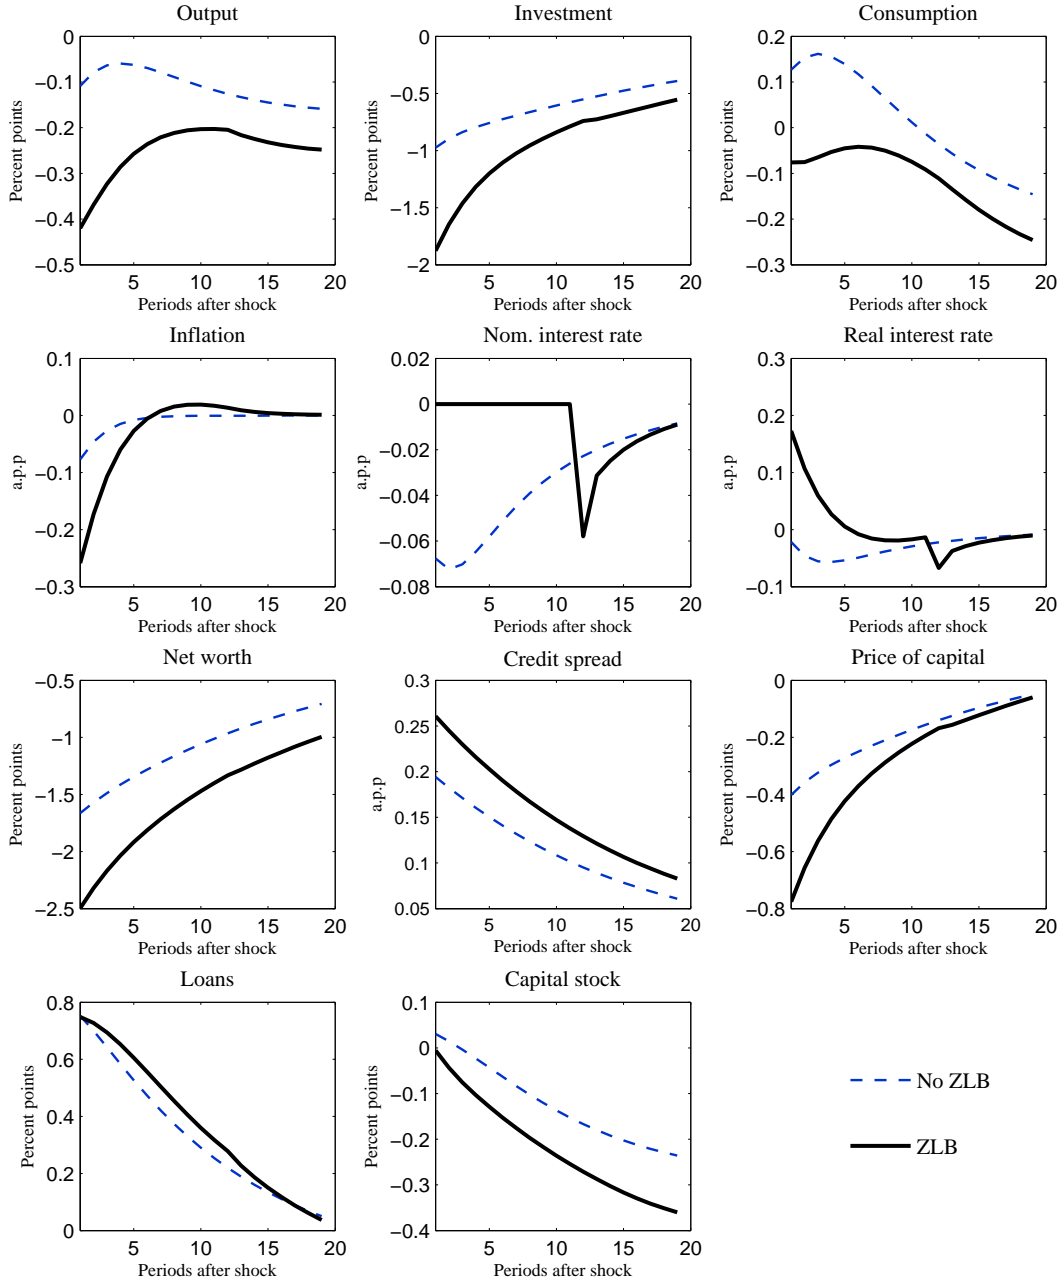 Output
Investment
Consumption
0
−0.1
−0.2
−0.3
−0.4
−0.5
Percent points
5
10
15
20
Periods after shock
0
−0.5
−1
−1.5
−2
Percent points
5
10
15
20
Periods after shock
0.2
0.1
0
−0.1
−0.2
−0.3
Percent points
5
10
15
20
Periods after shock
Inflation
Nom. interest rate
Real interest rate
0.1
0
−0.1
−0.2
−0.3
a.p.p
5
10
15
20
Periods after shock
0.02
0
−0.02
−0.04
−0.06
−0.08
a.p.p
5
10
15
20
Periods after shock
0.3
0.2
0.1
0
−0.1
a.p.p
5
10
15
20
Periods after shock
Net worth
Credit spread
Price of capital
−0.5
−1
−1.5
−2
−2.5
Percent points
5
10
15
20
Periods after shock
0.3
0.25
0.2
0.15
0.1
0.05
a.p.p
5
10
15
20
Periods after shock
0
−0.2
−0.4
−0.6
−0.8
Percent points
5
10
15
20
Periods after shock
Loans
Capital stock
0.8
0.6
0.4
0.2
0
Percent points
5
10
15
20
Periods after shock
0.1
0
−0.1
−0.2
−0.3
−0.4
Percent points
5
10
15
20
Periods after shock
No ZLB
ZLB